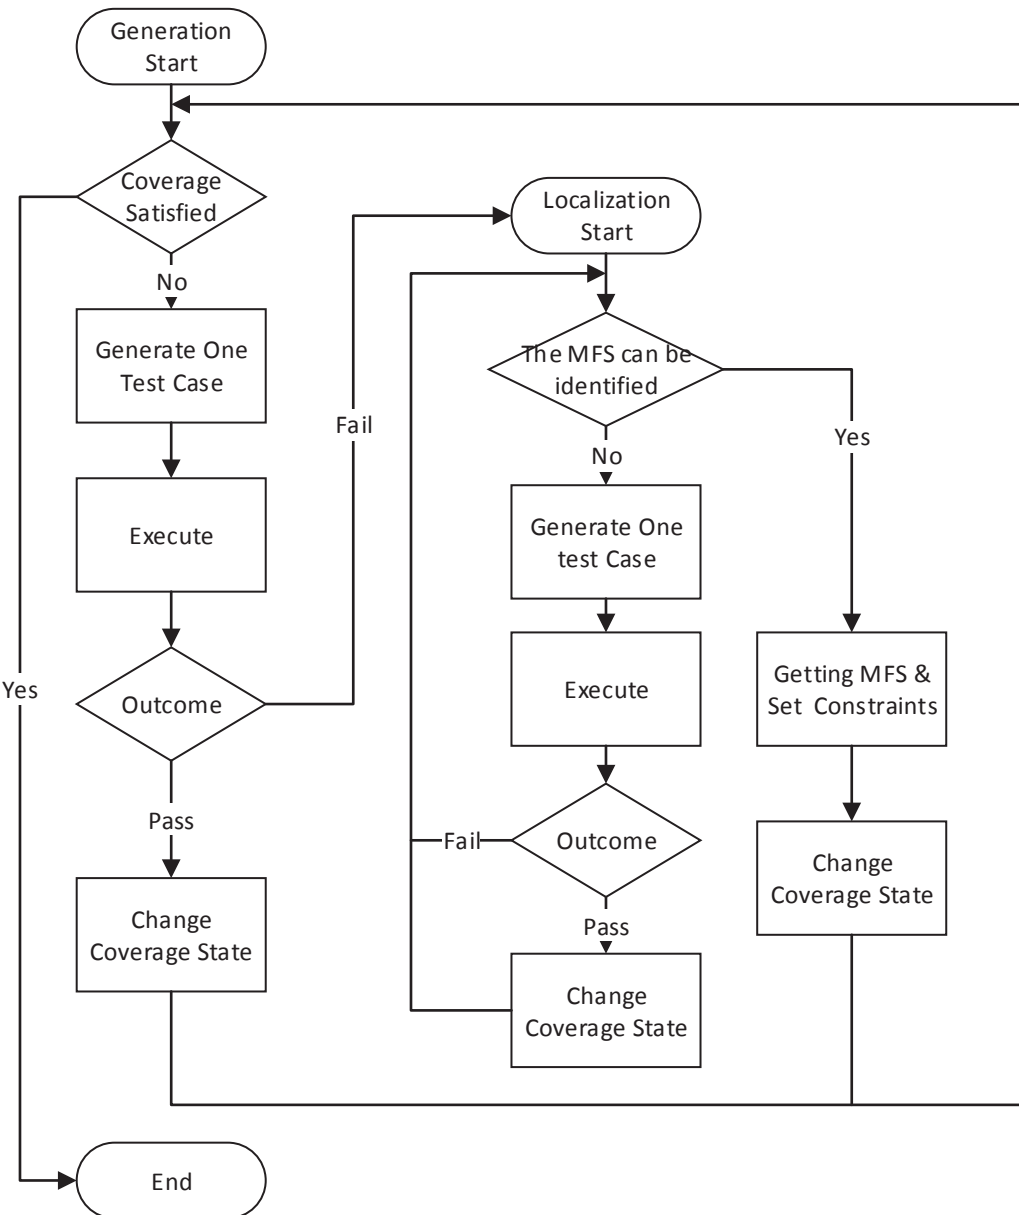 Generation
Start
Coverage
Satisfied
No
Generate One
Test Case
Execute
Outcome
Pass
Change
Coverage State
Yes
End
Fail
Localization
Start
The MFS can be
identified
No
Generate One
test Case
Execute
Outcome
Fail
Pass
Change
Coverage State
Yes
Getting MFS &
Set Constraints
Change
Coverage State